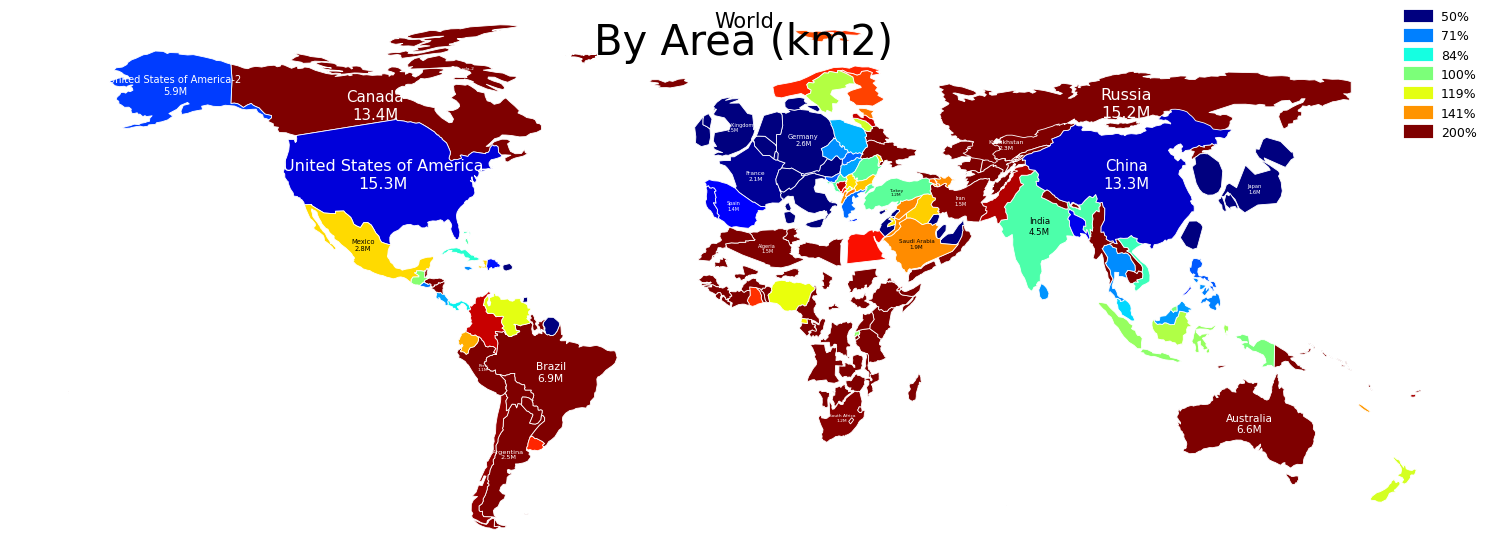 World
By Area (km2)
50%
71%
84%
100%
119%
141%
200%
United States of America-2
5.9M
Canada
13.4M
Russia
15.2M
United States of America
15.3M
Kingdom
Germany
2.6M
France
2.1M
Spain
1.4M
Turkey
1.2M
Kazakhstan
2.3M
China
13.3M
Japan
1.6M
Iran
1.5M
India
4.5M
Mexico
2.8M
Algeria
1.5M
Saudi Arabia
1.9M
Brazil
6.9M
1.1M
South Africa
Argentina
2.5M
Australia
6.6M